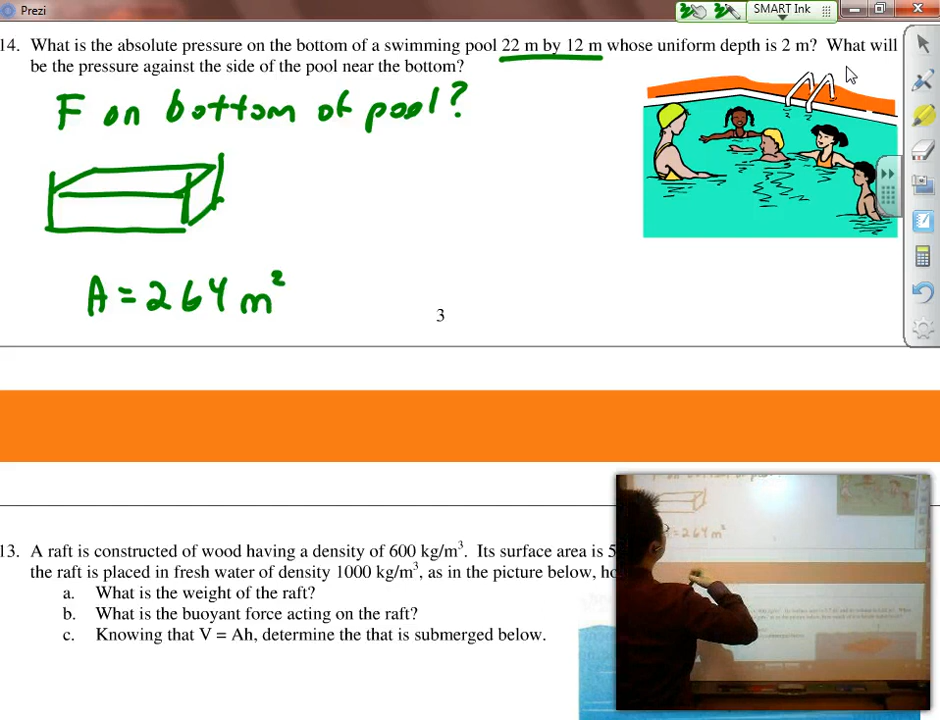 Prezi
SMART Ink
14. What is the absolute pressure on the bottom of a swimming pool 22 m by 12 m whose uniform depth is 2 m? What will
be the pressure against the side of the pool near the bottom?
F on bottom of pool?
A = 264 m²
3
13. A raft is constructed of wood having a density of 600 kg/m³. Its surface area is 5
the raft is placed in fresh water of density 1000 kg/m³, as in the picture below,
a. What is the weight of the raft?
b. What is the buoyant force acting on the raft?
c. Knowing that V = Ah, determine the that is submerged below.
= 264 m²